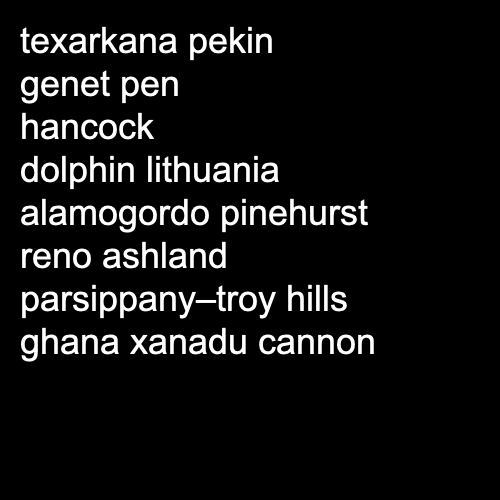 texarkana pekin
genet pen
hancock
dolphin lithuania
alamogordo pinehurst
reno ashland
parsippany–troy hills
ghana xanadu cannon